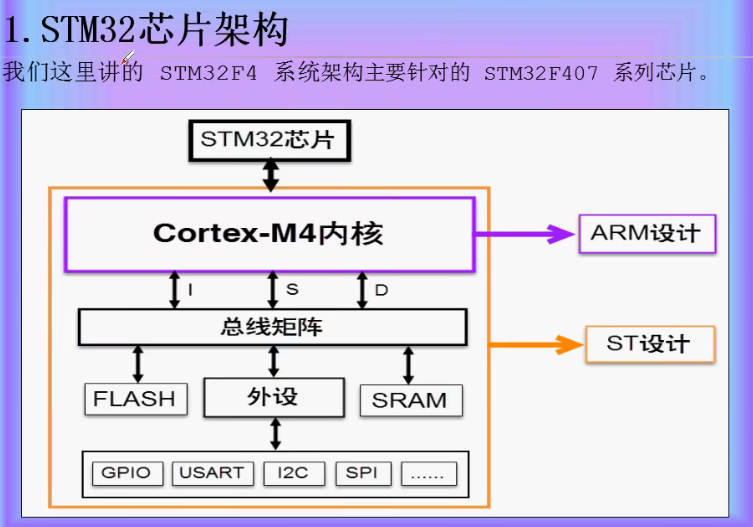 1.STM32芯片架构
我们这里讲的 STM32F4 系统架构主要针对的 STM32F407 系列芯片。
STM32芯片
Cortex-M4内核
ARM设计
I
S
D
总线矩阵
ST设计
FLASH
外设
SRAM
GPIO
USART
I2C
SPI
......